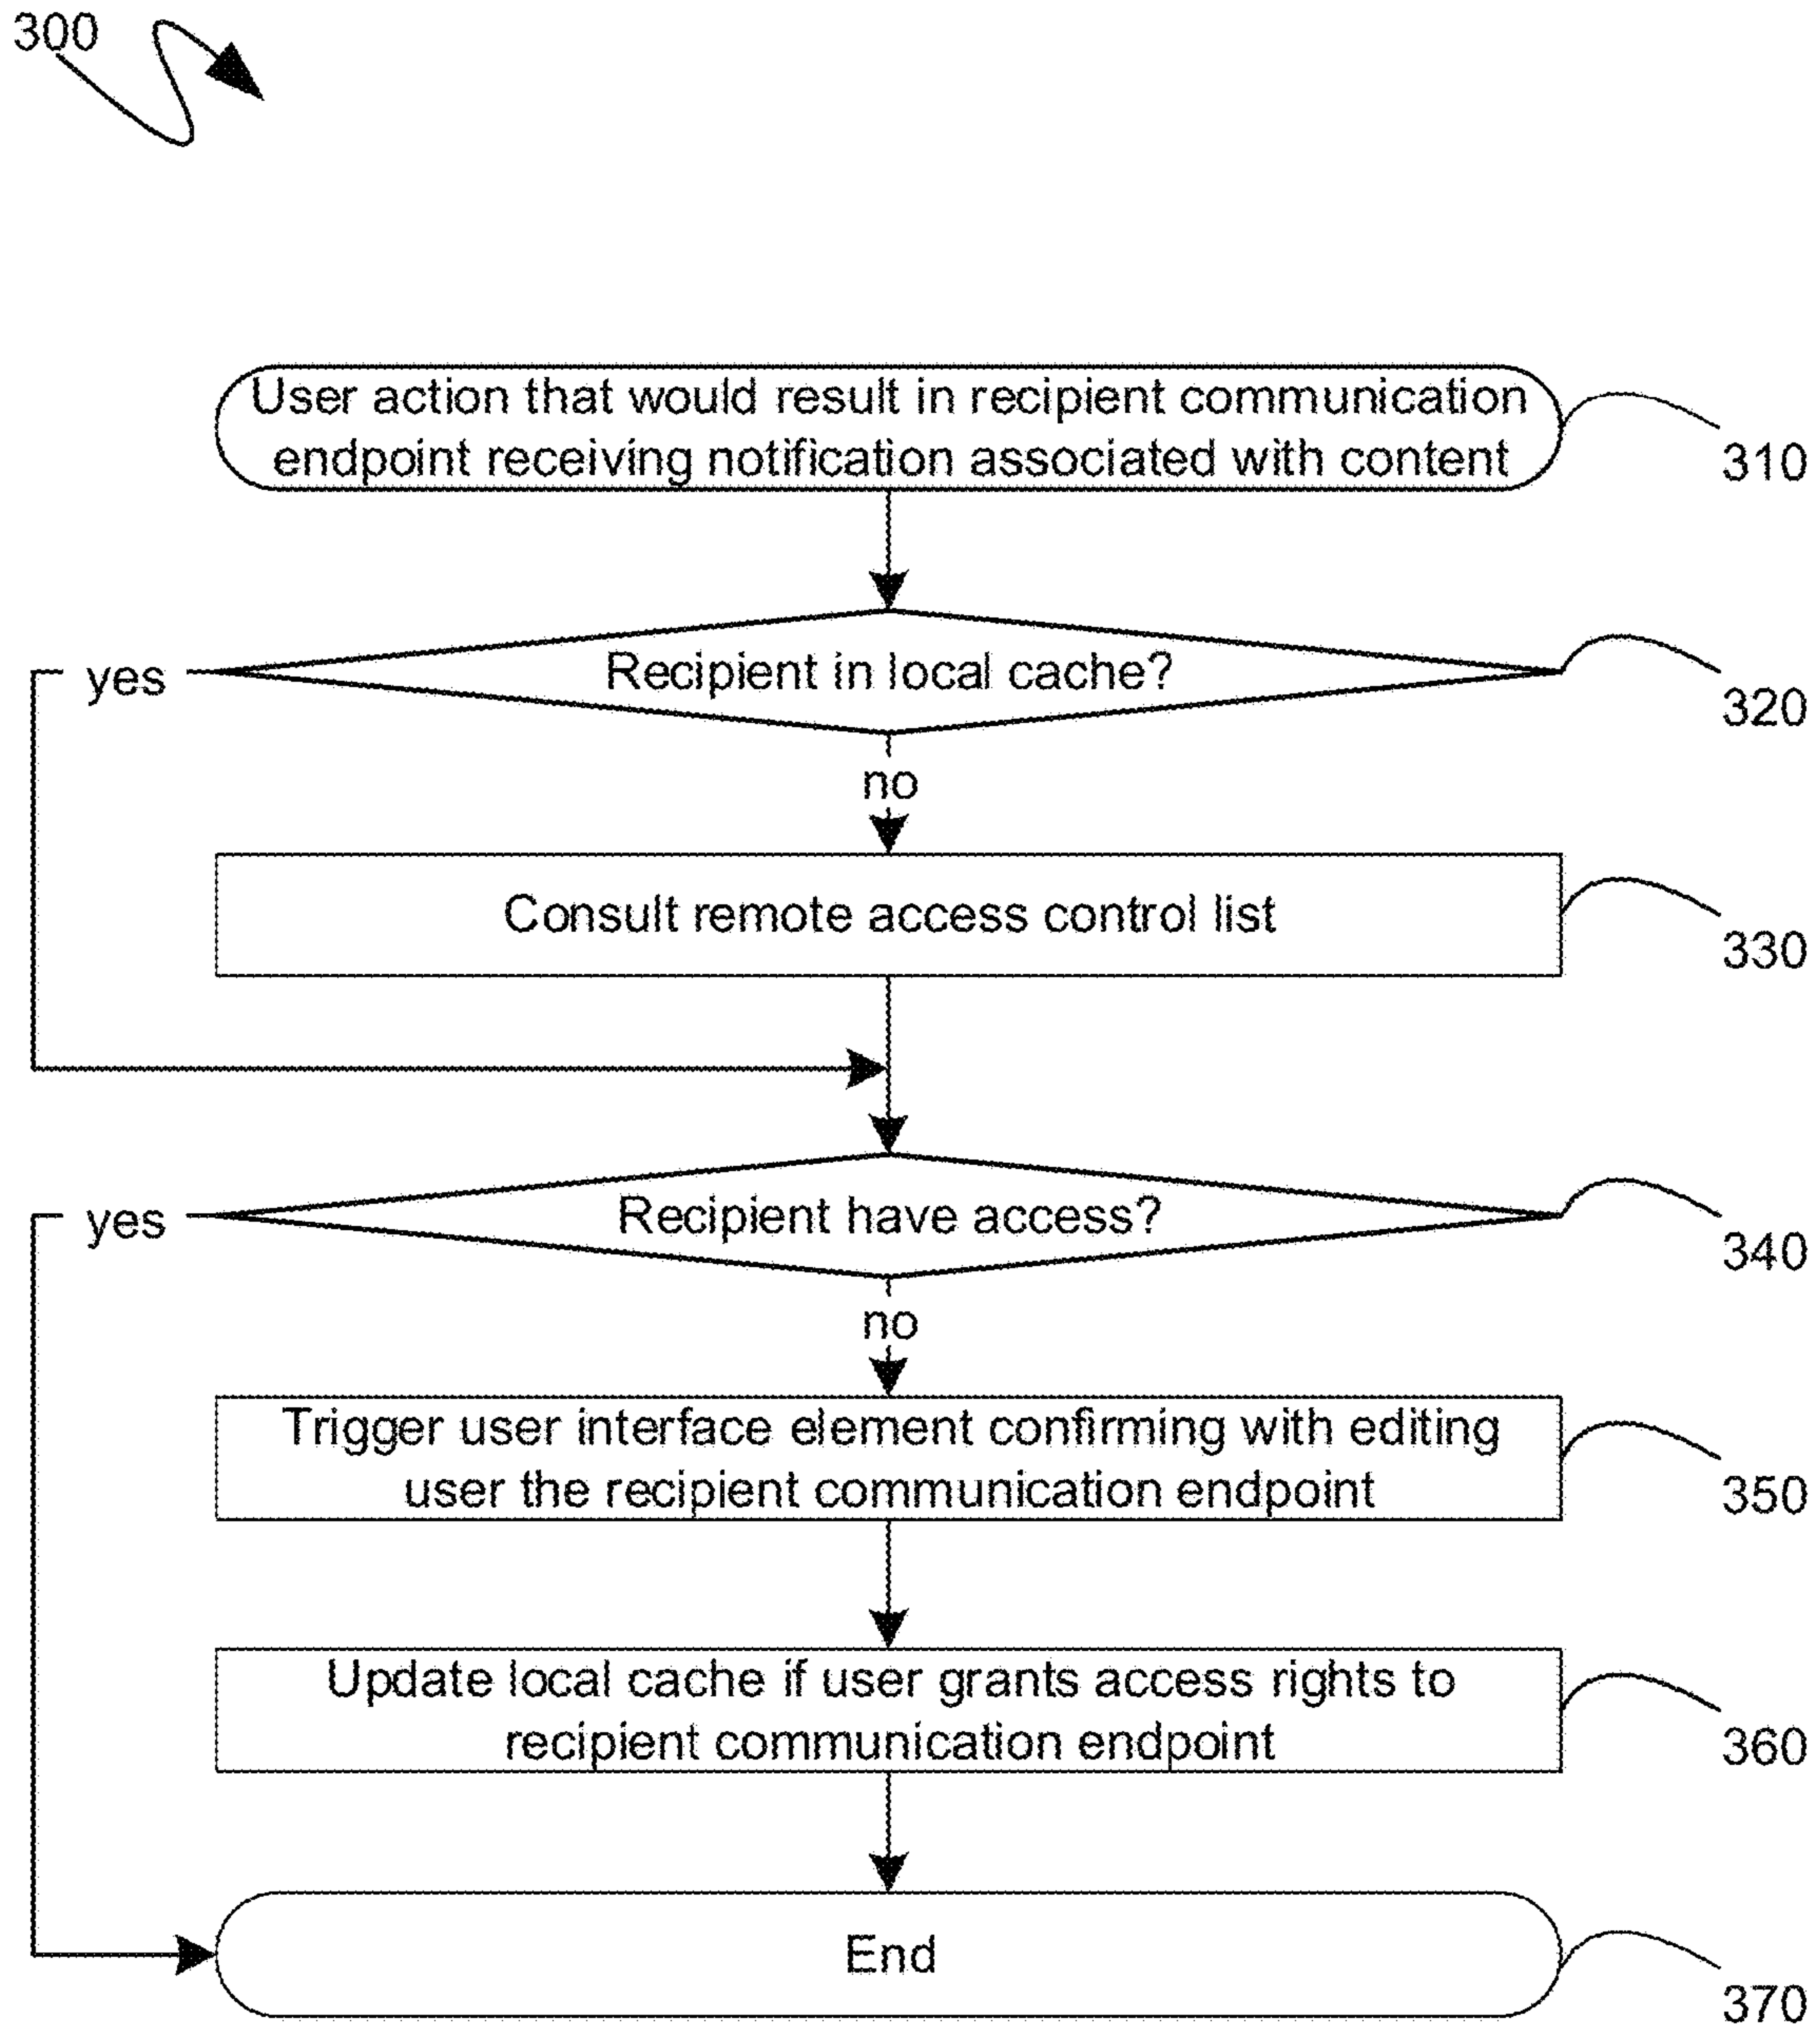 300
User action that would result in recipient communication
endpoint receiving notification associated with content
310
Recipient in local cache?
320
yes
no
Consult remote access control list
330
Recipient have access?
340
yes
no
Trigger user interface element confirming with editing
user the recipient communication endpoint
350
Update local cache if user grants access rights to
recipient communication endpoint
360
End
370